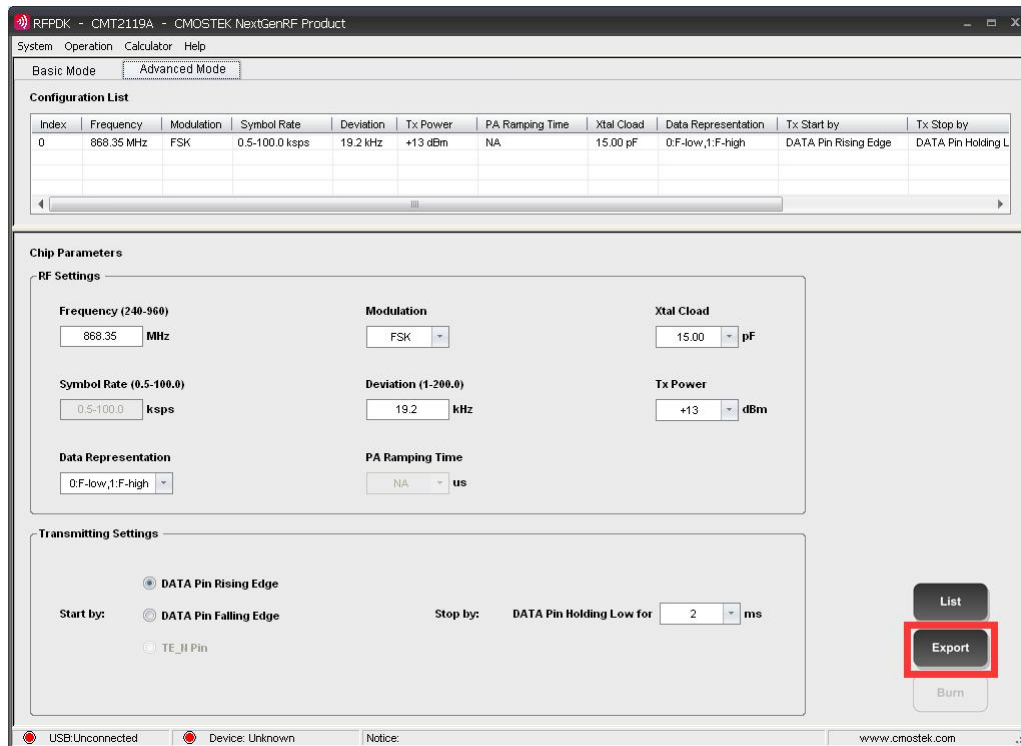 RFPDK - CMT2119A - CMOSTEK NextGenRF Product
System Operation Calculator Help
Basic Mode Advanced Mode
Configuration List
Index Frequency Modulation Symbol Rate Deviation Tx Power PA Ramping Time Xtal Cload Data Representation Tx Start by Tx Stop by
0 868.35 MHz FSK 0.5-100.0 ksps 19.2 kHz +13 dBm NA 15.00 pF 0:F-low,1:F-high DATA Pin Rising Edge DATA Pin Holding L
Chip Parameters
RF Settings
Frequency (240-960) Modulation Xtal Cload
868.35 MHz FSK 15.00 pF
Symbol Rate (0.5-100.0) Deviation (1-200.0) Tx Power
0.5-100.0 ksps 19.2 kHz +13 dBm
Data Representation PA Ramping Time
0:F-low,1:F-high NA us
Transmitting Settings
DATA Pin Rising Edge
Start by: DATA Pin Falling Edge Stop by: DATA Pin Holding Low for 2 ms
TE_N Pin
List
Export
Burn
USB:Unconnected Device: Unknown Notice: www.cmostek.com